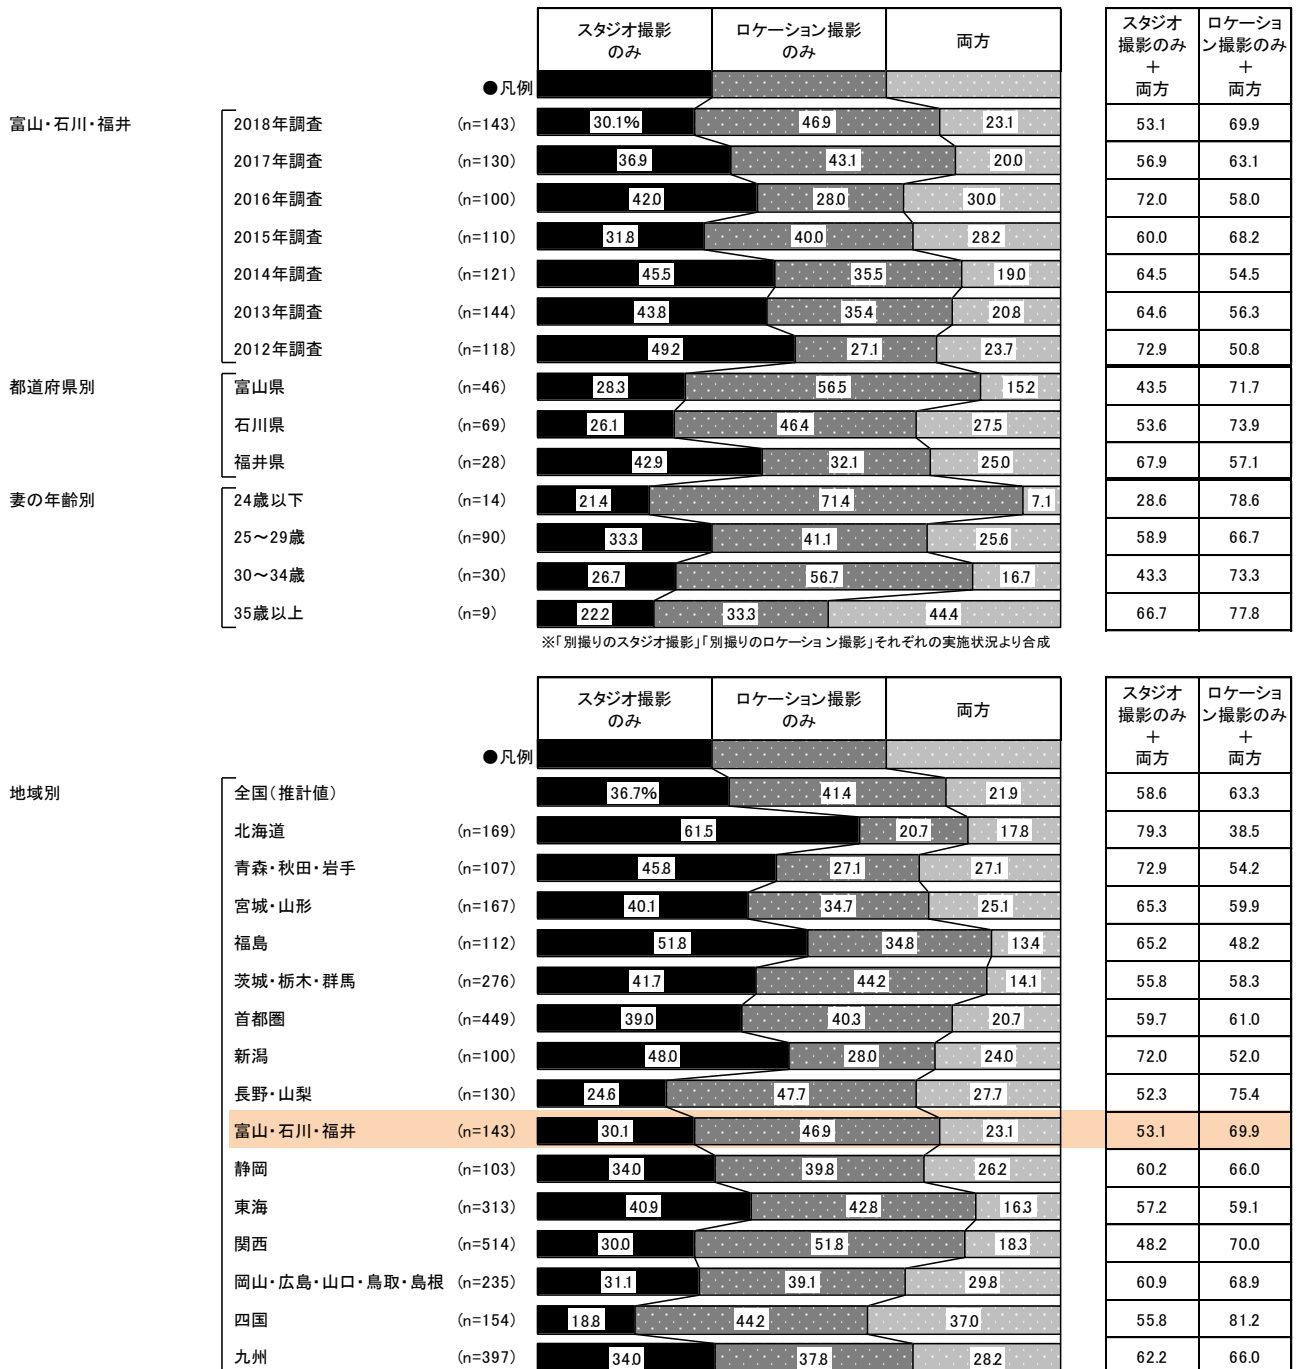 スタジオ撮影のみ ロケーション撮影のみ 両方 スタジオ撮影のみ＋両方 ロケーション撮影のみ＋両方
●凡例
富山・石川・福井 2018年調査 (n=143) 30.1% 46.9 23.1 53.1 69.9
2017年調査 (n=130) 36.9 43.1 20.0 56.9 63.1
2016年調査 (n=100) 42.0 28.0 30.0 72.0 58.0
2015年調査 (n=110) 31.8 40.0 28.2 60.0 68.2
2014年調査 (n=121) 45.5 35.5 19.0 64.5 54.5
2013年調査 (n=144) 43.8 35.4 20.8 64.6 56.3
2012年調査 (n=118) 49.2 27.1 23.7 72.9 50.8
都道府県別 富山県 (n=46) 28.3 56.5 15.2 43.5 71.7
石川県 (n=69) 26.1 46.4 27.5 53.6 73.9
福井県 (n=28) 42.9 32.1 25.0 67.9 57.1
妻の年齢別 24歳以下 (n=14) 21.4 71.4 7.1 28.6 78.6
25～29歳 (n=90) 33.3 41.1 25.6 58.9 66.7
30～34歳 (n=30) 26.7 56.7 16.7 43.3 73.3
35歳以上 (n=9) 22.2 33.3 44.4 66.7 77.8
※「別撮りのスタジオ撮影」「別撮りのロケーション撮影」それぞれの実施状況より合成
スタジオ撮影のみ ロケーション撮影のみ 両方 スタジオ撮影のみ＋両方 ロケーション撮影のみ＋両方
●凡例
地域別 全国（推計値） 36.7% 41.4 21.9 58.6 63.3
北海道 (n=169) 61.5 20.7 17.8 79.3 38.5
青森・秋田・岩手 (n=107) 45.8 27.1 27.1 72.9 54.2
宮城・山形 (n=167) 40.1 34.7 25.1 65.3 59.9
福島 (n=112) 51.8 34.8 13.4 65.2 48.2
茨城・栃木・群馬 (n=276) 41.7 44.2 14.1 55.8 58.3
首都圏 (n=449) 39.0 40.3 20.7 59.7 61.0
新潟 (n=100) 48.0 28.0 24.0 72.0 52.0
長野・山梨 (n=130) 24.6 47.7 27.7 52.3 75.4
富山・石川・福井 (n=143) 30.1 46.9 23.1 53.1 69.9
静岡 (n=103) 34.0 39.8 26.2 60.2 66.0
東海 (n=313) 40.9 42.8 16.3 57.2 59.1
関西 (n=514) 30.0 51.8 18.3 48.2 70.0
岡山・広島・山口・鳥取・島根 (n=235) 31.1 39.1 29.8 60.9 68.9
四国 (n=154) 18.8 44.2 37.0 55.8 81.2
九州 (n=397) 34.0 37.8 28.2 62.2 66.0